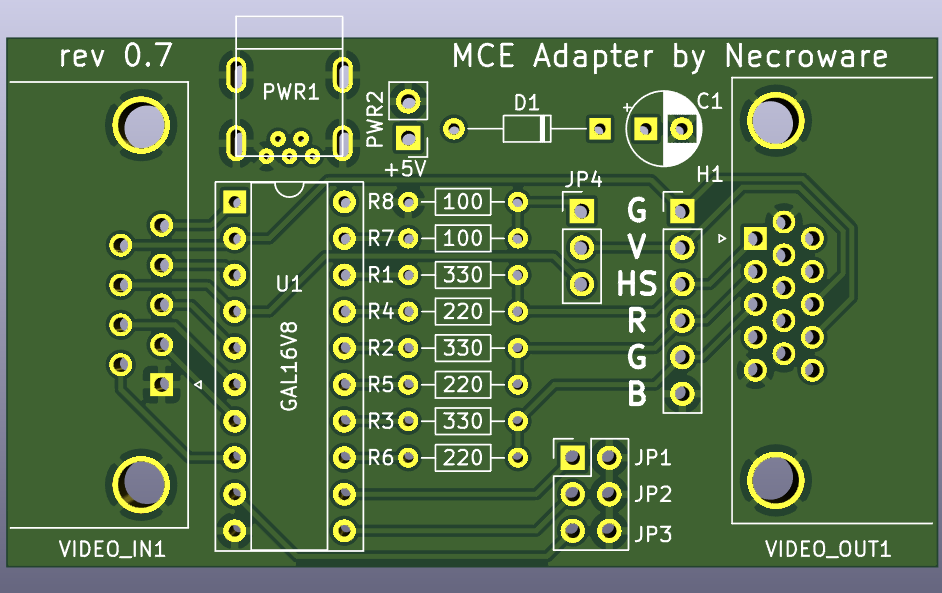 rev 0.7
MCE Adapter by Necroware
PWR1
PWR2
+5V
D1
+
C1
H1
JP4
G
V
HS
R
G
B
R8 100
R7 100
R1 330
R4 220
R2 330
R5 220
R3 330
R6 220
U1
GAL16V8
JP1
JP2
JP3
VIDEO_IN1
VIDEO_OUT1